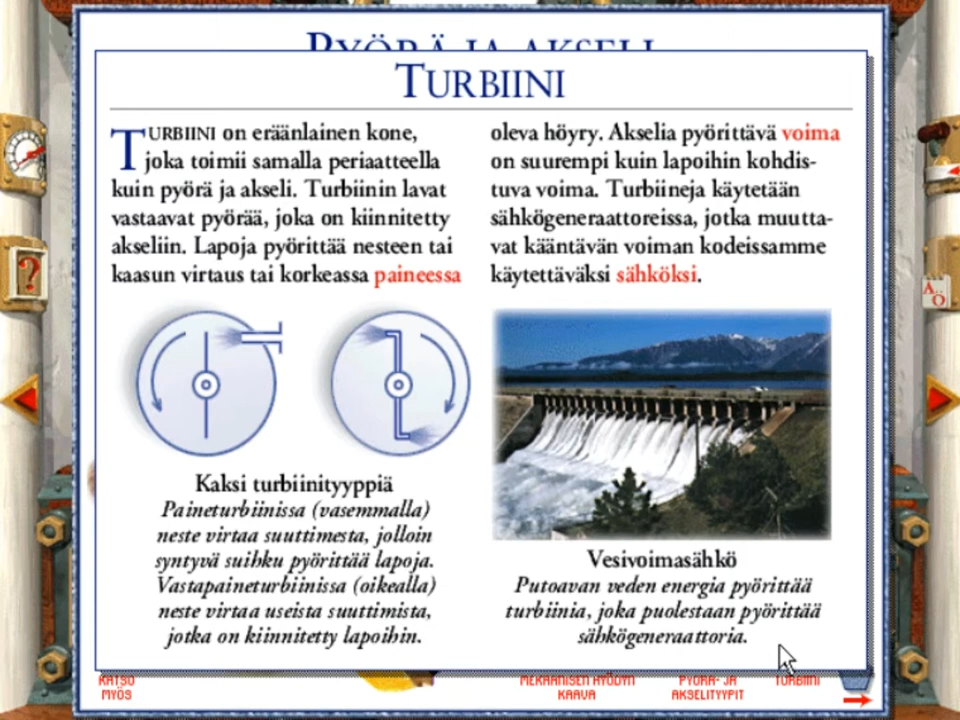 PYÖRÄ JA AKSELI
TURBIINI
TURBIINI on eräänlainen kone,
joka toimii samalla periaatteella
kuin pyörä ja akseli. Turbiinin lavat
vastaavat pyörää, joka on kiinnitetty
akseliin. Lapoja pyörittää nesteen tai
kaasun virtaus tai korkeassa paineessa
oleva höyry. Akselia pyörittävä voima
on suurempi kuin lapoihin kohdis-
tuva voima. Turbiineja käytetään
sähkögeneraattoreissa, jotka muutta-
vat kääntävän voiman kodeissamme
käytettäväksi sähköksi.
Kaksi turbiinityyppiä
Paineturbiinissa (vasemmalla)
neste virtaa suuttimesta, jolloin
syntyvä suihku pyörittää lapoja.
Vastapaineturbiinissa (oikealla)
neste virtaa useista suuttimista,
jotka on kiinnitetty lapoihin.
Vesivoimasähkö
Putoavan veden energia pyörittää
turbiinia, joka puolestaan pyörittää
sähkögeneraattoria.
KATSO
MYÖS
MEKAANISEN HYÖDYN
KAAVA
PYÖRÄ- JA
AKSELITYYPIT
TURBIINI
?
A..Ö